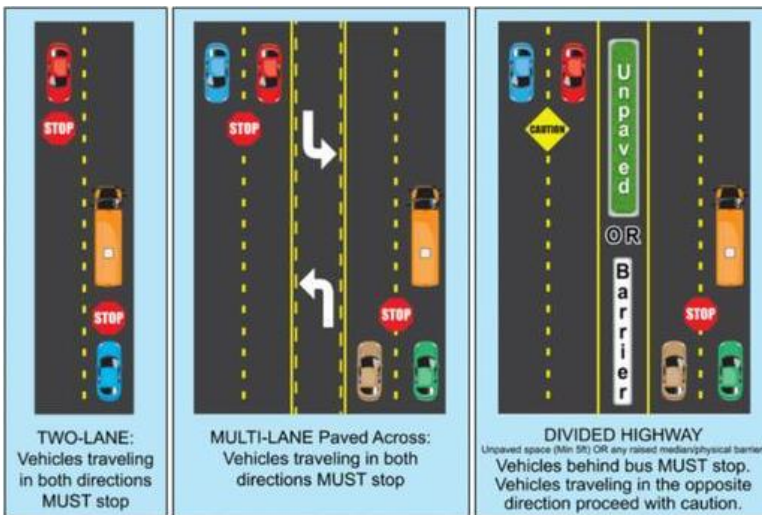 STOP
STOP
TWO-LANE:
Vehicles traveling
in both directions
MUST stop
STOP
STOP
MULTI-LANE Paved Across:
Vehicles traveling in both
directions MUST stop
CAUTION
Unpaved
OR
Barrier
STOP
DIVIDED HIGHWAY
Unpaved space (Min 5ft) OR any raised median/physical barrier
Vehicles behind bus MUST stop.
Vehicles traveling in the opposite
direction proceed with caution.